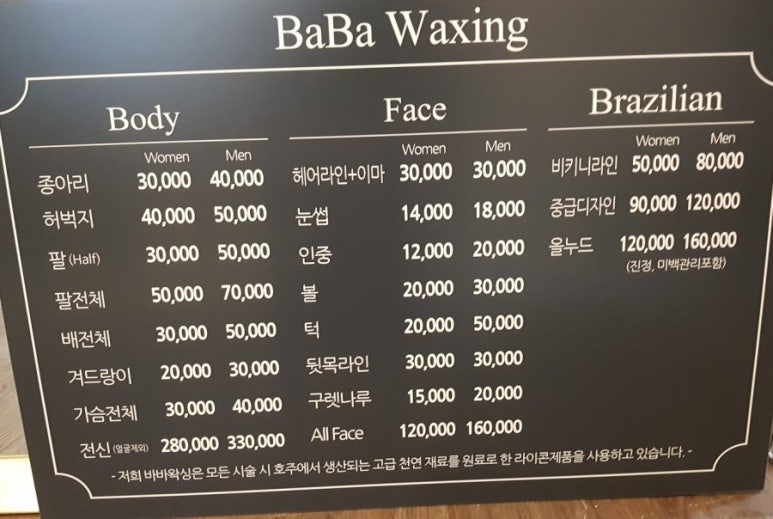 BaBa Waxing
Body
Women Men
종아리 30,000 40,000
허벅지 40,000 50,000
팔 (Half) 30,000 50,000
팔전체 50,000 70,000
배전체 30,000 50,000
겨드랑이 20,000 30,000
가슴전체 30,000 40,000
전신 (얼굴제외) 280,000 330,000
Face
Women Men
헤어라인+이마 30,000 30,000
눈썹 14,000 18,000
인중 12,000 20,000
볼 20,000 30,000
턱 20,000 50,000
뒷목라인 30,000 30,000
구렛나루 15,000 20,000
All Face 120,000 160,000
Brazilian
Women Men
비키니라인 50,000 80,000
중급디자인 90,000 120,000
올누드 120,000 160,000
(진정, 미백관리포함)
- 저희 바바왁싱은 모든 시술 시 호주에서 생산되는 고급 천연 재료를 원료로 한 라이콘제품을 사용하고 있습니다. -